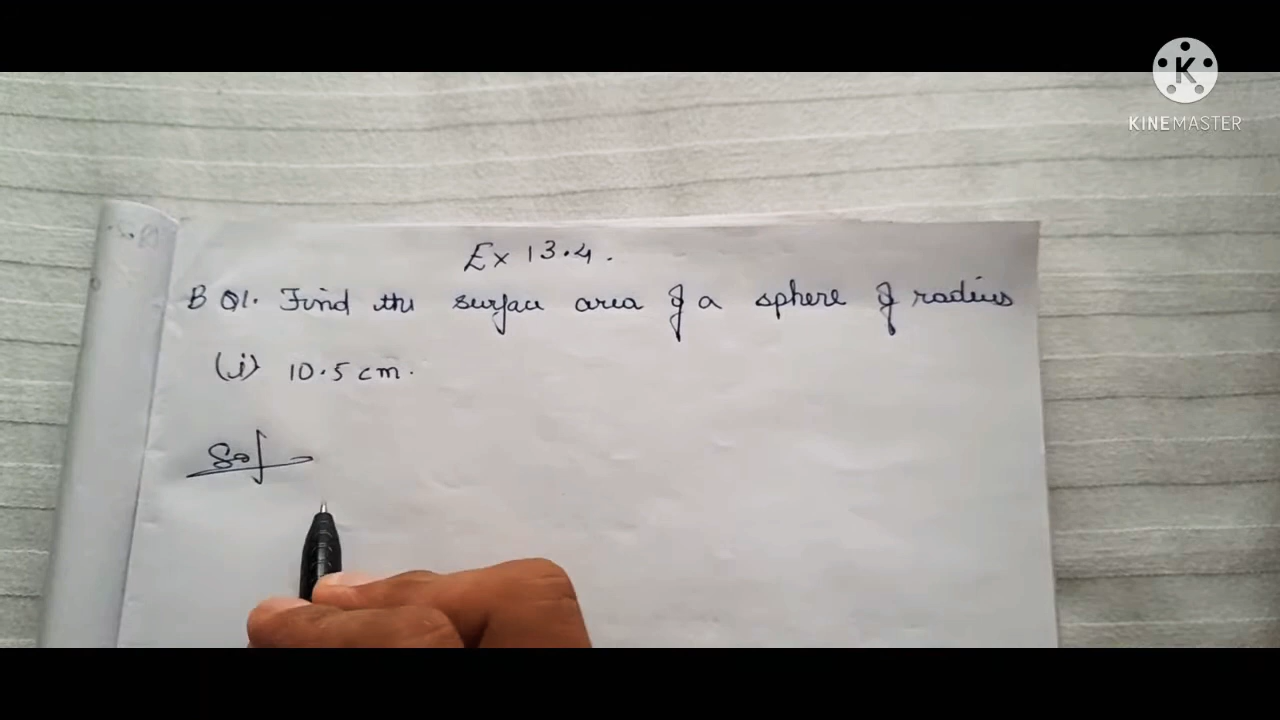 KINEMASTER
Ex 13.4.
B Q1. Find the surface area of a sphere of radius
(i) 10.5 cm.
Sol